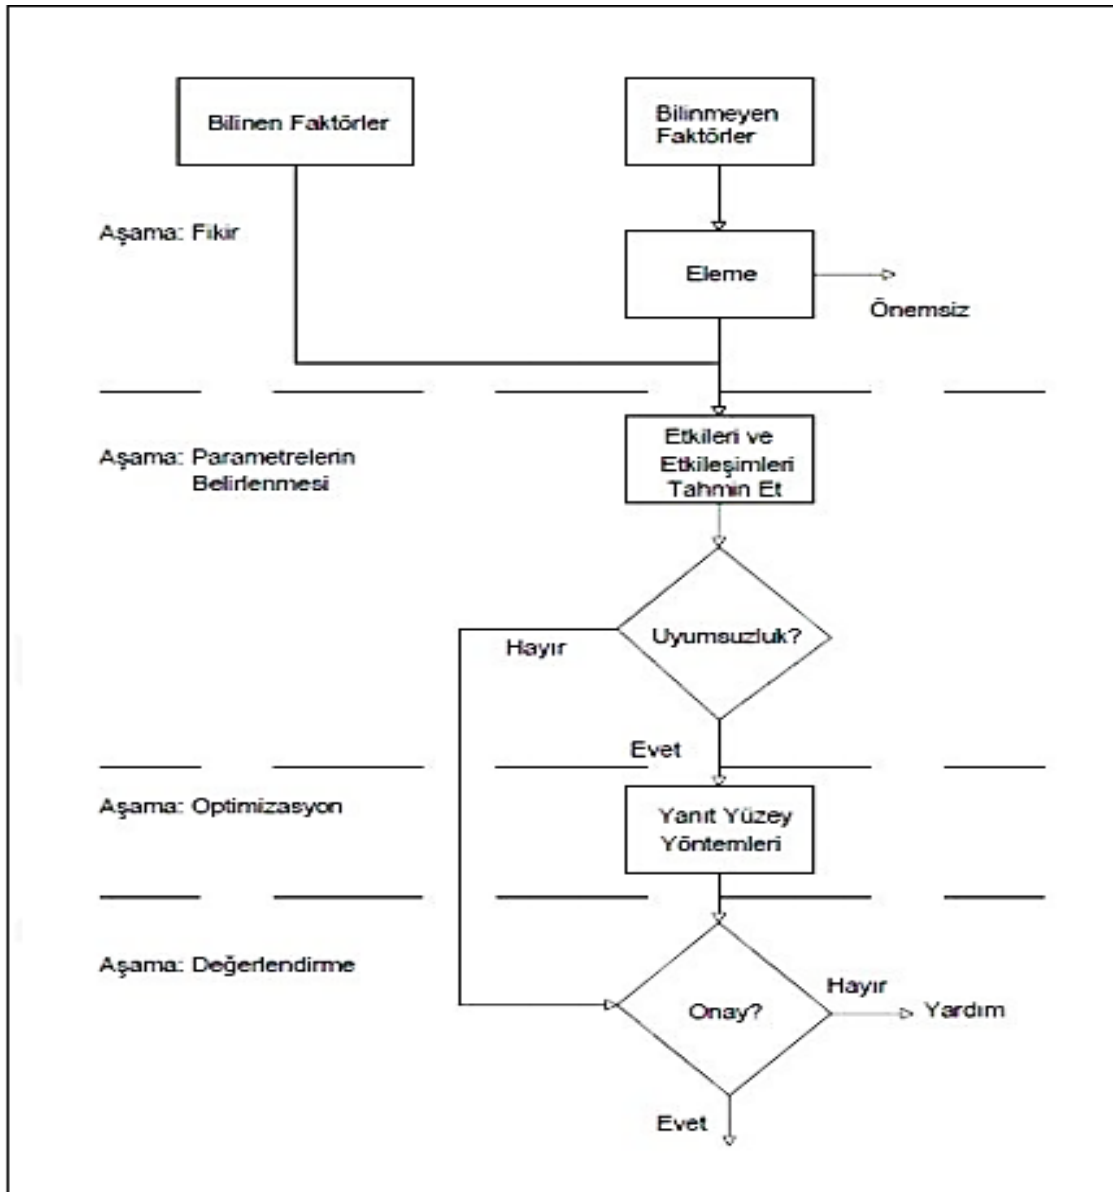 Bilinen Faktörler
Bilinmeyen
Faktörler
Aşama: Fikir
Eleme
Önemsiz
Etkileri ve
Etkileşimleri
Tahmin Et
Aşama: Parametrelerin
Belirlenmesi
Uyumsuzluk?
Hayır
Evet
Aşama: Optimizasyon
Yanıt Yüzey
Yöntemleri
Aşama: Değerlendirme
Onay?
Hayır
Yardım
Evet